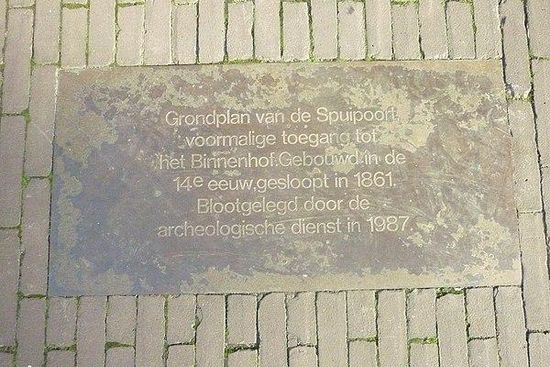 Grondplan van de Spuipoort,
voormalige toegang tot
het Binnenhof.Gebouwd in de
14e eeuw,gesloopt in 1861.
Blootgelegd door de
archeologische dienst in 1987.